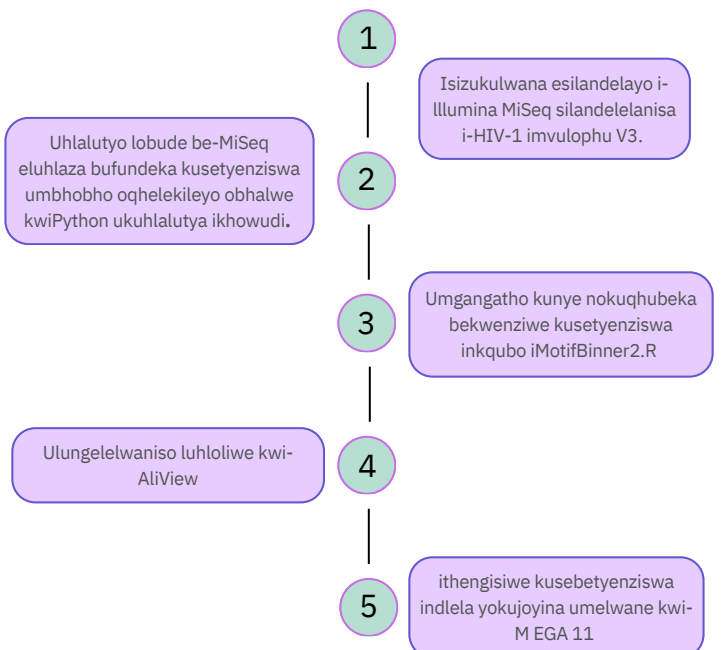 1
Isizukulwana esilandelayo i-
lllumina MiSeq silandelelanisa
i-HIV-1 imvulophu V3.
2
Uhlalutyo lobude be-MiSeq
eluhlaza bufundeka kusetyenziswa
umbhobho oqhelekileyo obhalwe
kwiPython ukuhlalutya ikhowudi.
3
Umgangatho kunye nokuqhubeka
bekwenziwe kusetyenziswa
inkqubo iMotifBinner2.R
4
Ulungelelwaniso luhloliwe kwi-
AliView
5
ithengisiwe kusebetyenziswa
indlela yokujoyina umelwane kwi-
M EGA 11